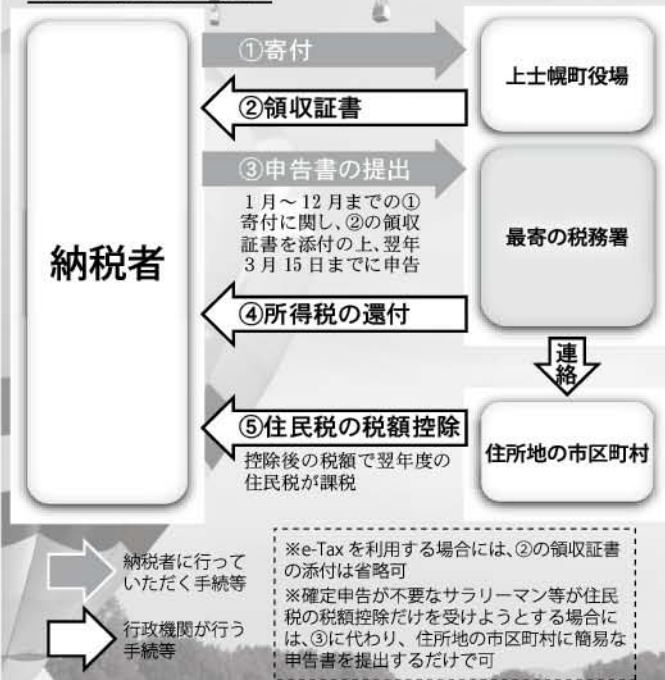 ①寄付
上士幌町役場
②領収証書
③申告書の提出
1月～12月までの①
寄付に関し、②の領収
証書を添付の上、翌年
3月15日までに申告
納税者
最寄の税務署
④所得税の還付
連絡
⑤住民税の税額控除
控除後の税額で翌年度の
住民税が課税
住所地の市区町村
納税者に行って
いただく手続等
行政機関が行う
手続等
※e-Taxを利用する場合には、②の領収証書
の添付は省略可
※確定申告が不要なサラリーマン等が住民
税の税額控除だけを受けようとする場合に
は、③に代わり、住所地の市区町村に簡易な
申告書を提出するだけで可